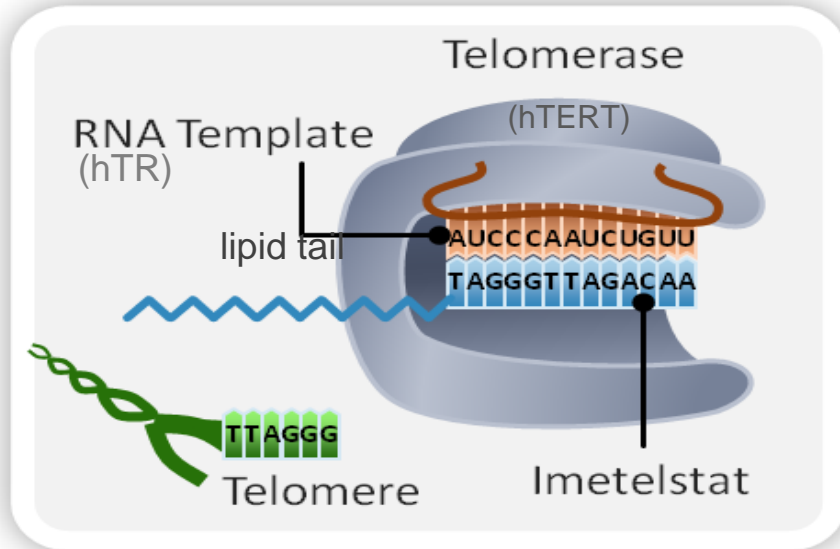 Telomerase
(hTERT)
RNA Template
(hTR)
lipid tail
AUCCCAAUCUGUU
TAGGGTTAGACAA
TTAGGG
Telomere
Imetelstat